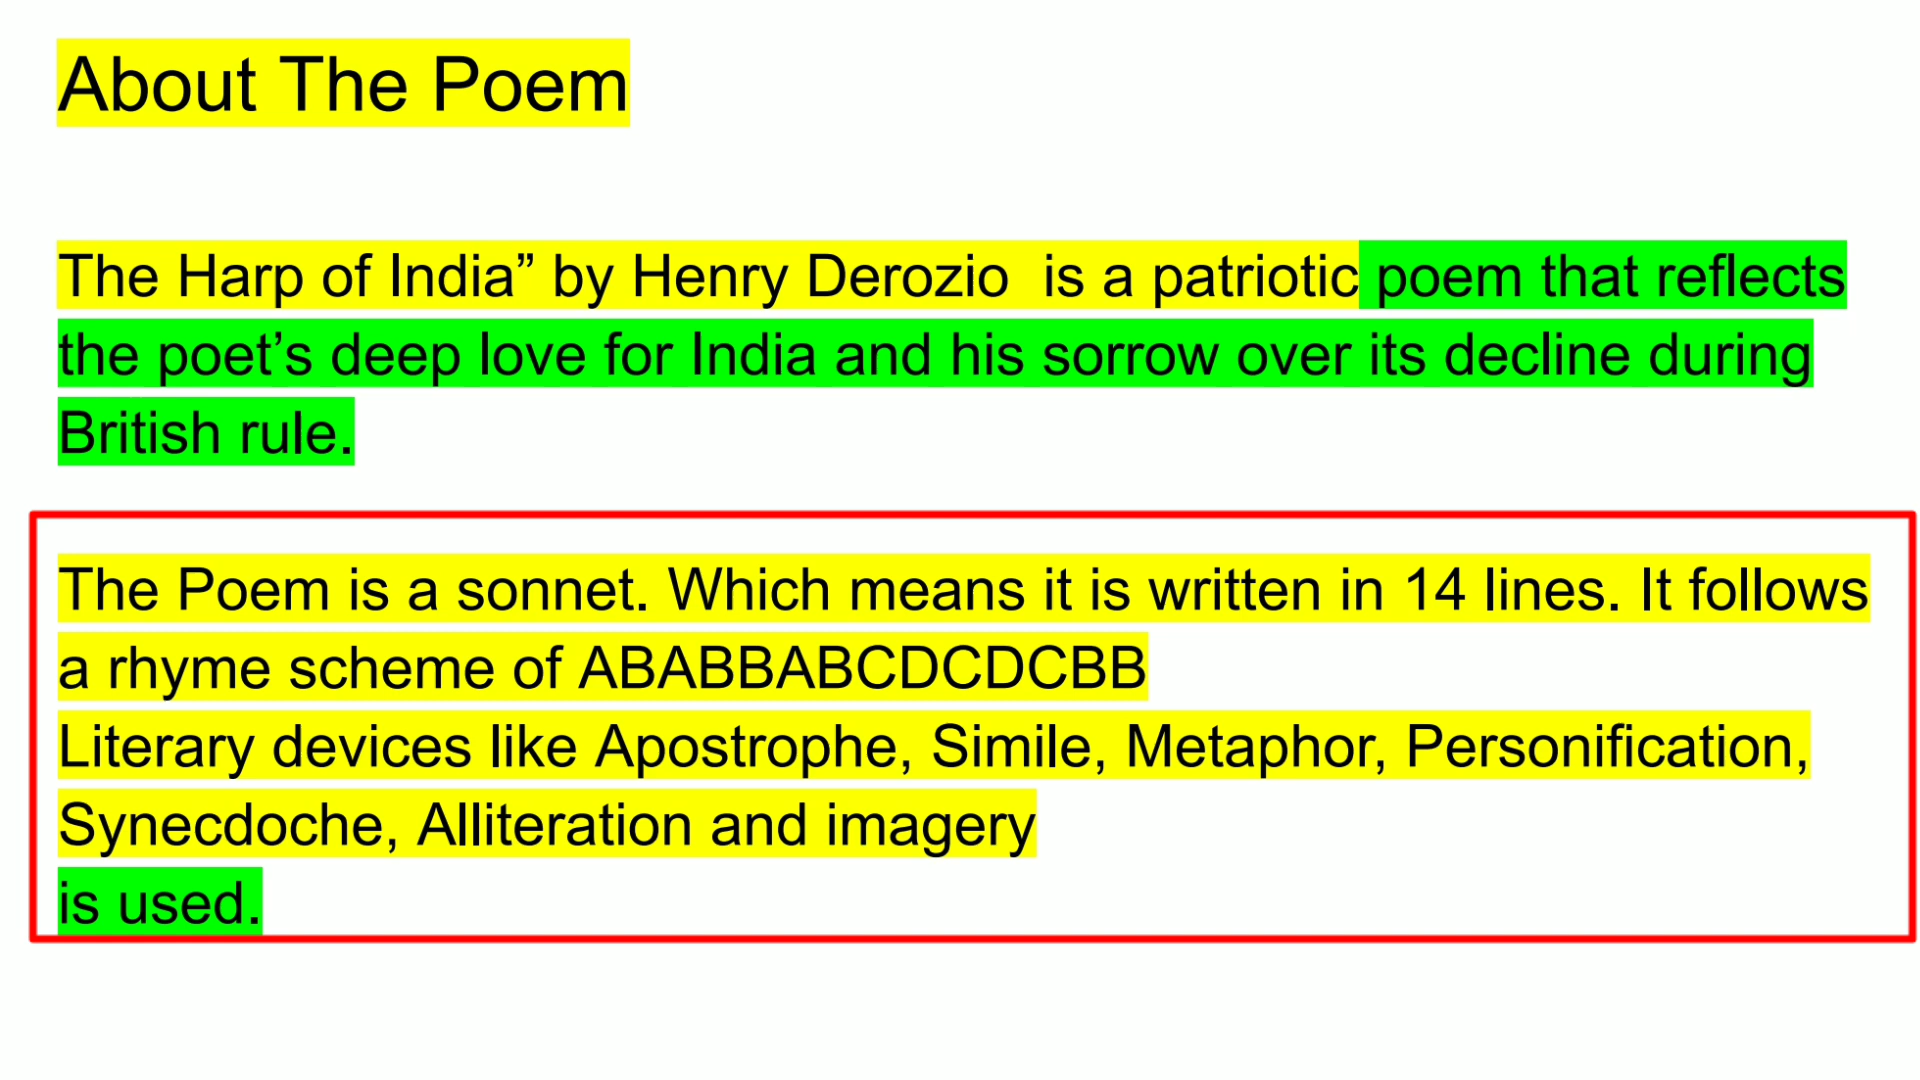 About The Poem
The Harp of India” by Henry Derozio  is a patriotic poem that reflects
the poet’s deep love for India and his sorrow over its decline during
British rule.
The Poem is a sonnet. Which means it is written in 14 lines. It follows
a rhyme scheme of ABABBABCDCDCBB
Literary devices like Apostrophe, Simile, Metaphor, Personification,
Synecdoche, Alliteration and imagery
is used.